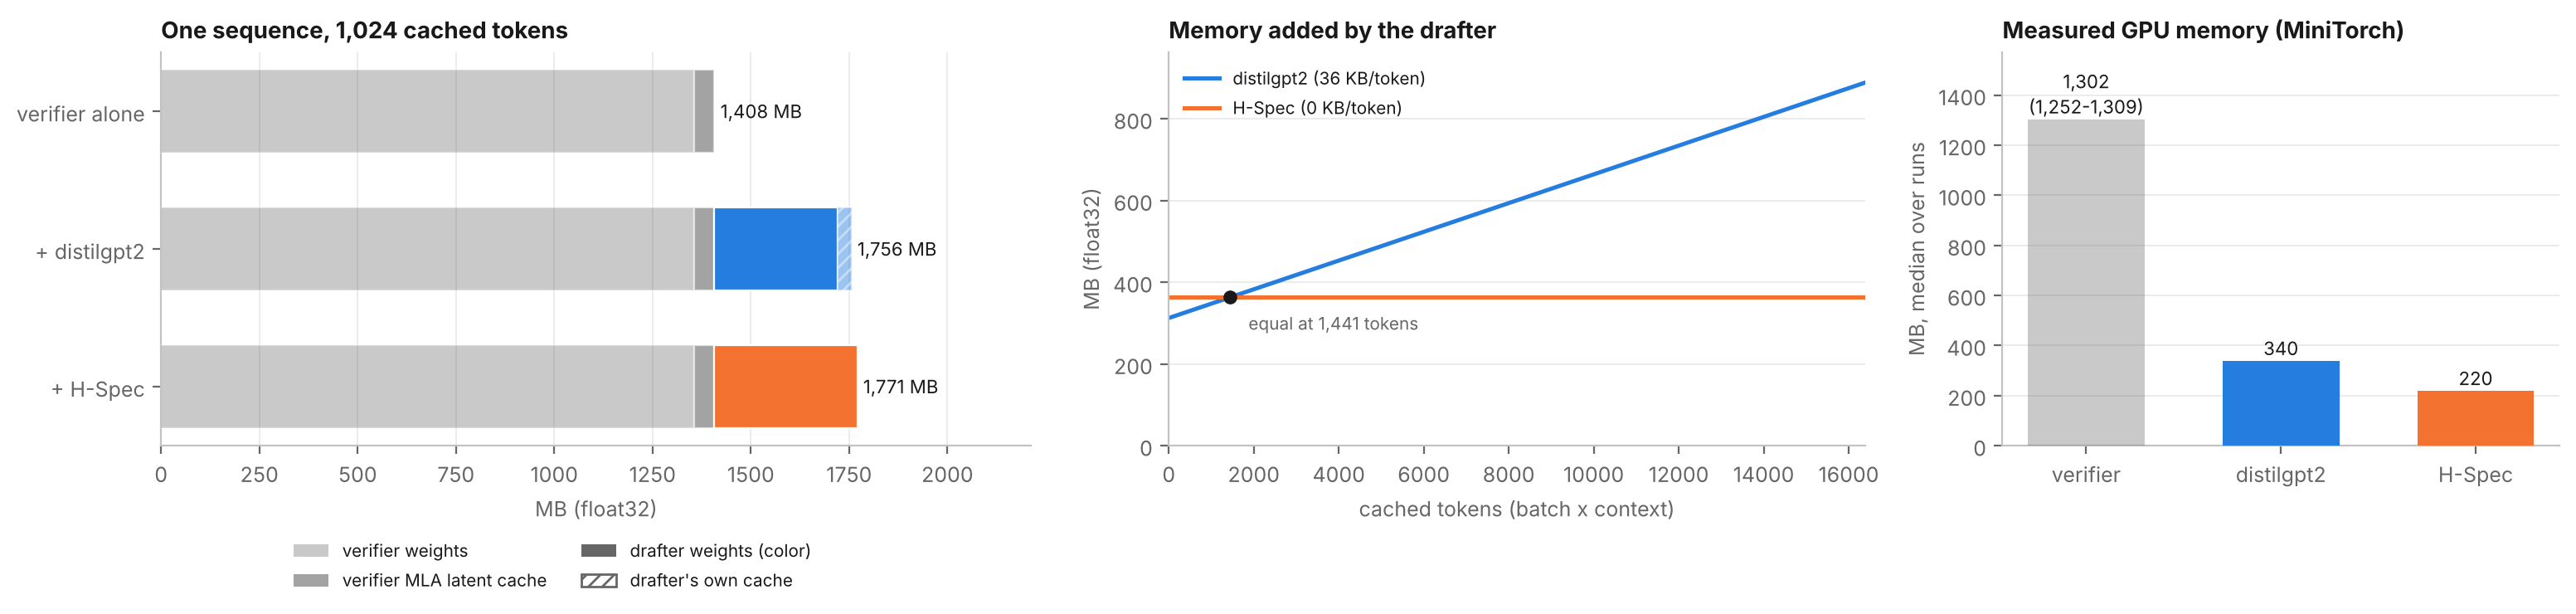 One sequence, 1,024 cached tokens
verifier alone
1,408 MB
+ distilgpt2
1,756 MB
+ H-Spec
1,771 MB
0 250 500 750 1000 1250 1500 1750 2000
MB (float32)
verifier weights
verifier MLA latent cache
drafter weights (color)
drafter's own cache
Memory added by the drafter
distilgpt2 (36 KB/token)
H-Spec (0 KB/token)
MB (float32)
800
600
400
200
0
equal at 1,441 tokens
0 2000 4000 6000 8000 10000 12000 14000 16000
cached tokens (batch x context)
Measured GPU memory (MiniTorch)
MB, median over runs
1400
1200
1000
800
600
400
200
0
1,302
(1,252-1,309)
340
220
verifier distilgpt2 H-Spec